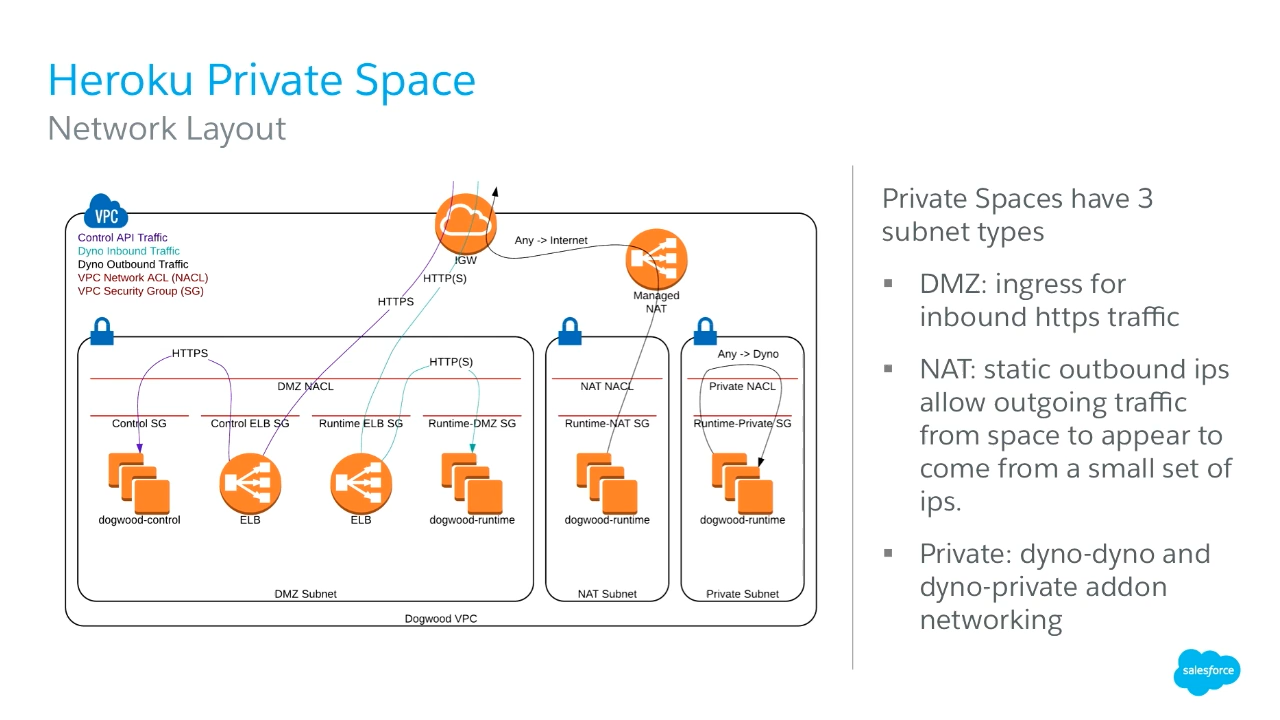 Heroku Private Space
Network Layout
VPC
Control API Traffic
Dyno Inbound Traffic
Dyno Outbound Traffic
VPC Network ACL (NACL)
VPC Security Group (SG)
IGW
Any -> Internet
HTTP(S)
HTTPS
Managed
NAT
HTTPS
HTTP(S)
Any -> Dyno
DMZ NACL
NAT NACL
Private NACL
Control SG
Control ELB SG
Runtime ELB SG
Runtime-DMZ SG
Runtime-NAT SG
Runtime-Private SG
dogwood-control
ELB
ELB
dogwood-runtime
dogwood-runtime
dogwood-runtime
DMZ Subnet
NAT Subnet
Private Subnet
Dogwood VPC
Private Spaces have 3
subnet types
▪ DMZ: ingress for
inbound https traffic
▪ NAT: static outbound ips
allow outgoing traffic
from space to appear to
come from a small set of
ips.
▪ Private: dyno-dyno and
dyno-private addon
networking
salesforce